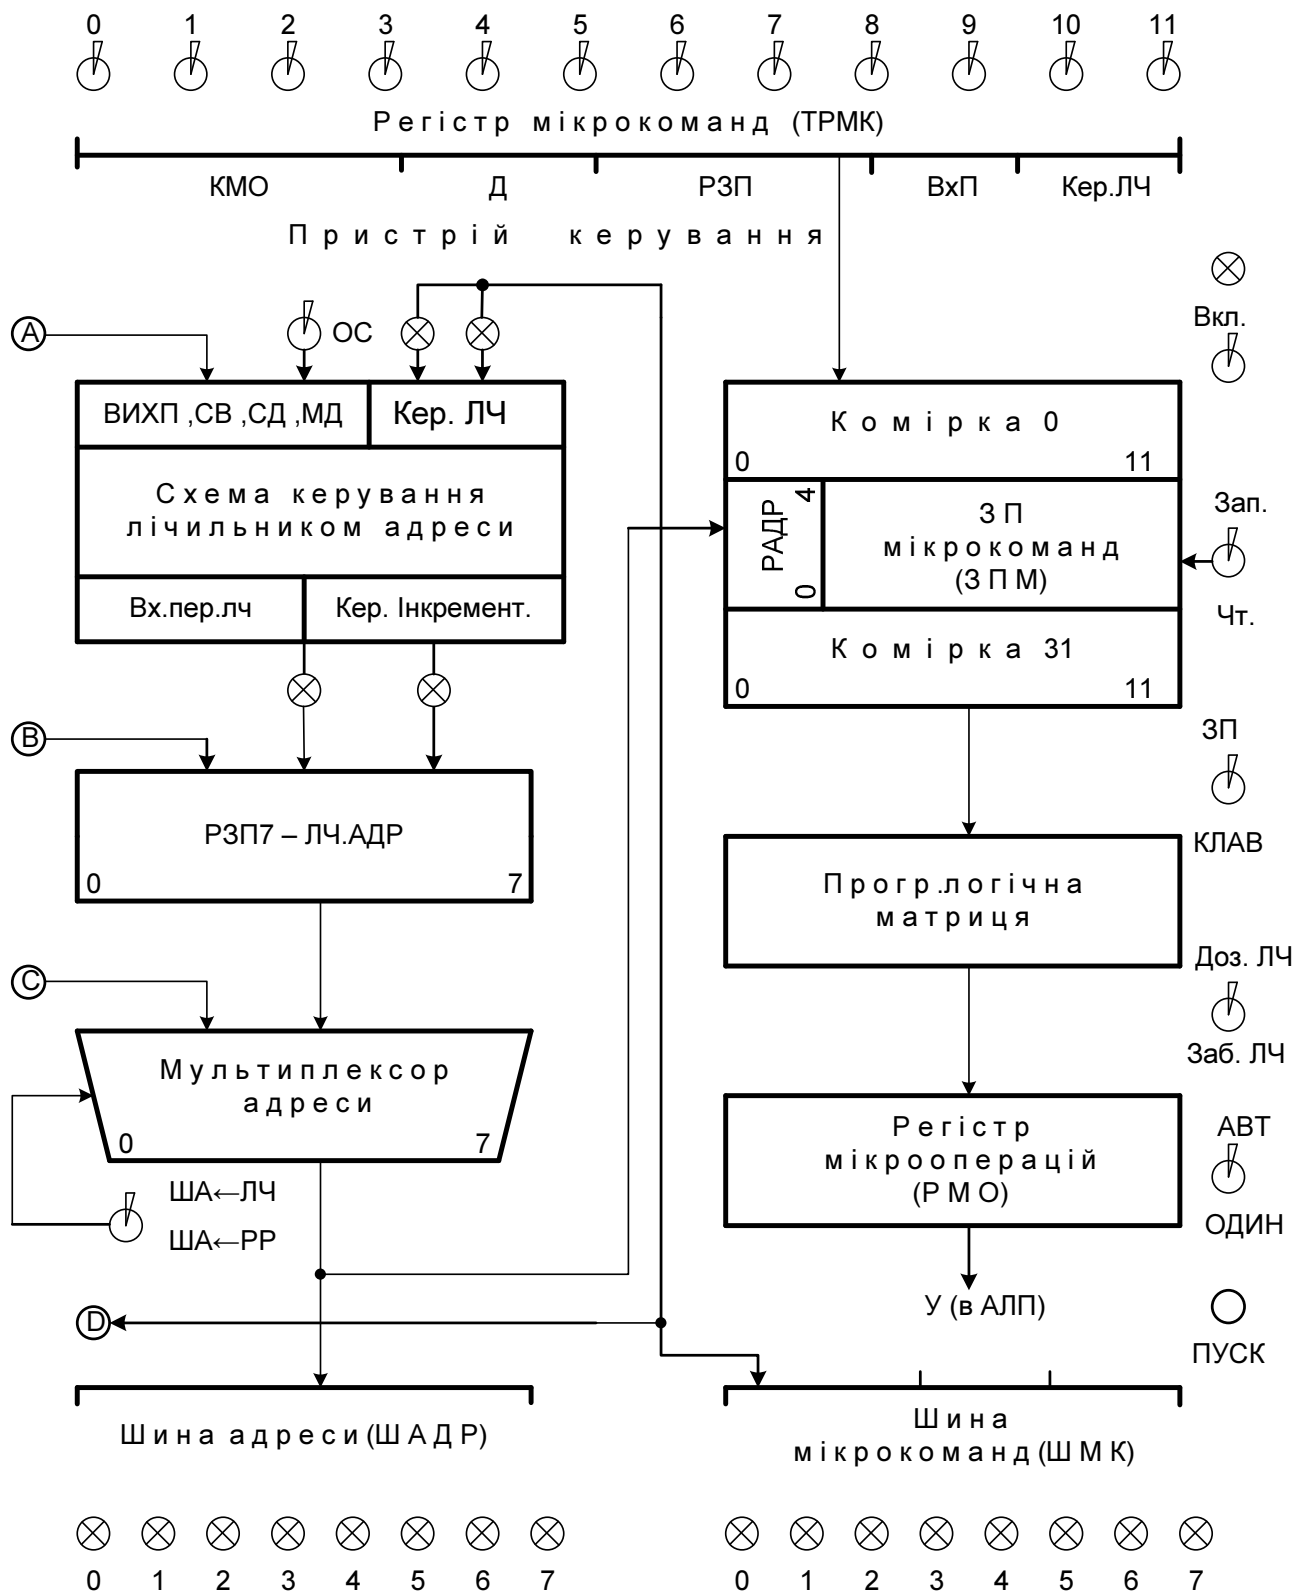 0 1 2 3 4 5 6 7 8 9 10 11
Регістр мікрокоманд (ТРМК)
КМО Д РЗП ВхП Кер.ЛЧ
Пристрій керування
A
ОС
Вкл.
ВИХП ,СВ ,СД ,МД
Кер. ЛЧ
Схема керування
лічильником адреси
Вх.пер.лч
Кер. Інкремент.
Комірка 0
0 11
РАДР
0 4
ЗП
мікрокоманд
(ЗПМ)
Комірка 31
0 11
Зап.
Чт.
B
РЗП7 – ЛЧ.АДР
0 7
ЗП
КЛАВ
Прогр.логічна
матриця
C
Мультиплексор
адреси
0 7
Доз. ЛЧ
Заб. ЛЧ
ША←ЛЧ
ША←РР
Регістр
мікрооперацій
(РМО)
АВТ
ОДИН
У (в АЛП)
D
ПУСК
Шина адреси (ШАДР)
Шина
мікрокоманд (ШМК)
0 1 2 3 4 5 6 7
0 1 2 3 4 5 6 7